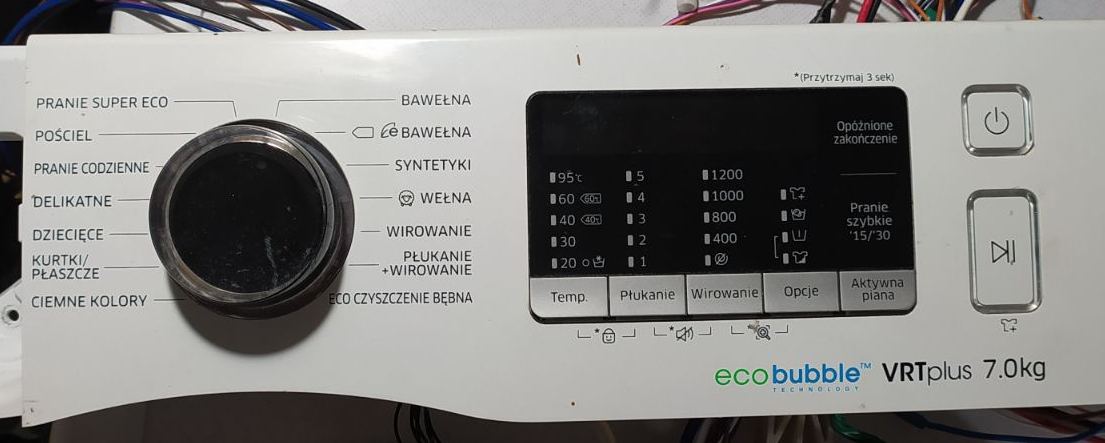 *(Przytrzymaj 3 sek)
PRANIE SUPER ECO
BAWEŁNA
POŚCIEL
BAWEŁNA
PRANIE CODZIENNE
SYNTETYKI
DELIKATNE
WEŁNA
DZIECIĘCE
WIROWANIE
KURTKI/
PŁASZCZE
PŁUKANIE
+WIROWANIE
CIEMNE KOLORY
ECO CZYSZCZENIE BĘBNA
Opóźnione
zakończenie
95°C 5 1200
60 60°C 4 1000
40 40°C 3 800
30 2 400
20 1
Pranie
szybkie
'15/'30
Temp. Płukanie Wirowanie Opcje Aktywna
piana
* *
ecobubble™ VRTplus 7.0kg
TECHNOLOGY